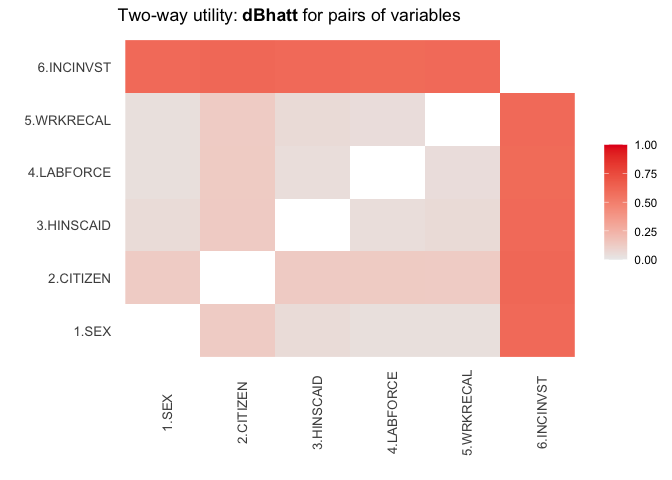 Two-way utility: dBhatt for pairs of variables
6.INCINVST
5.WRKRECAL
4.LABFORCE
3.HINSCAID
2.CITIZEN
1.SEX
1.00
0.75
0.50
0.25
0.00
1.SEX
2.CITIZEN
3.HINSCAID
4.LABFORCE
5.WRKRECAL
6.INCINVST